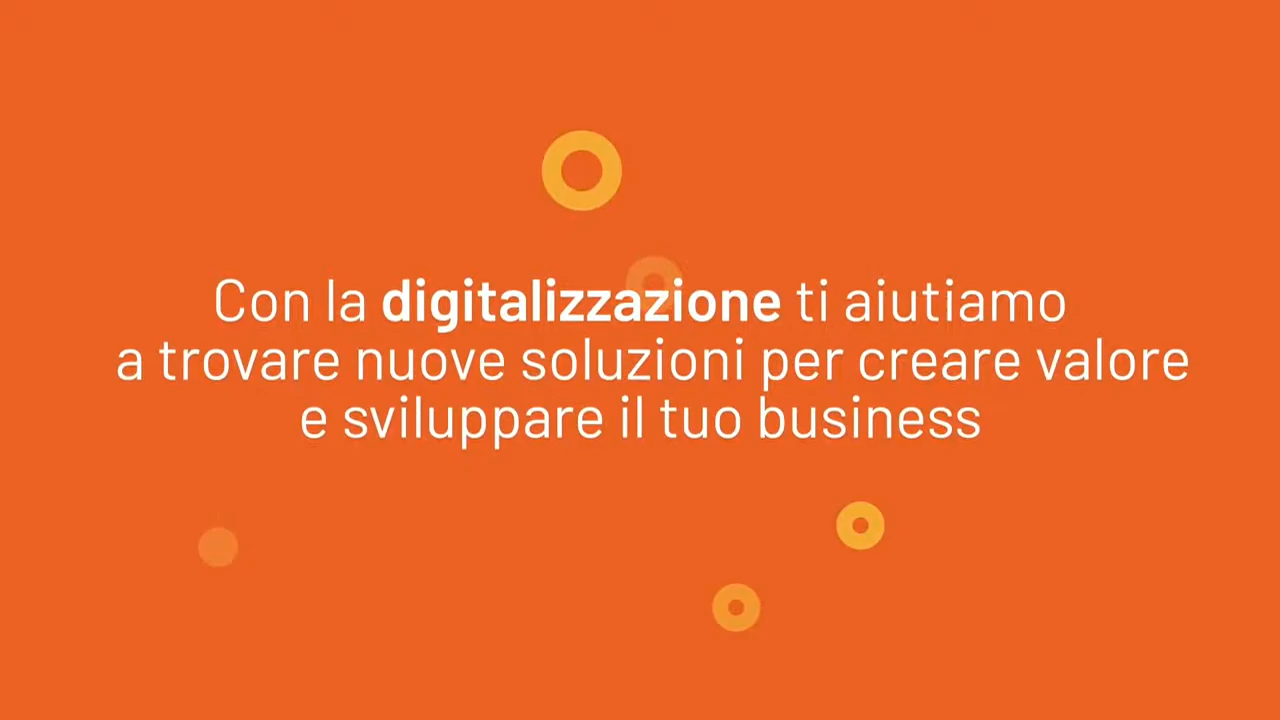 Con la digitalizzazione ti aiutiamo
a trovare nuove soluzioni per creare valore
e sviluppare il tuo business